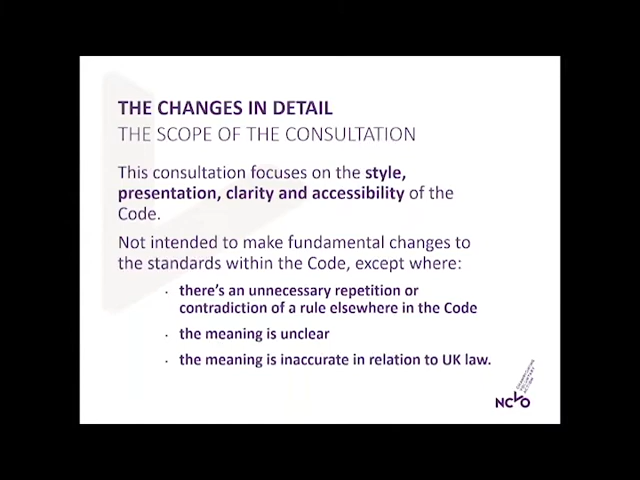 THE CHANGES IN DETAIL
THE SCOPE OF THE CONSULTATION
This consultation focuses on the style,
presentation, clarity and accessibility of the
Code.
Not intended to make fundamental changes to
the standards within the Code, except where:
· there's an unnecessary repetition or
contradiction of a rule elsewhere in the Code
· the meaning is unclear
· the meaning is inaccurate in relation to UK law.
NCVO